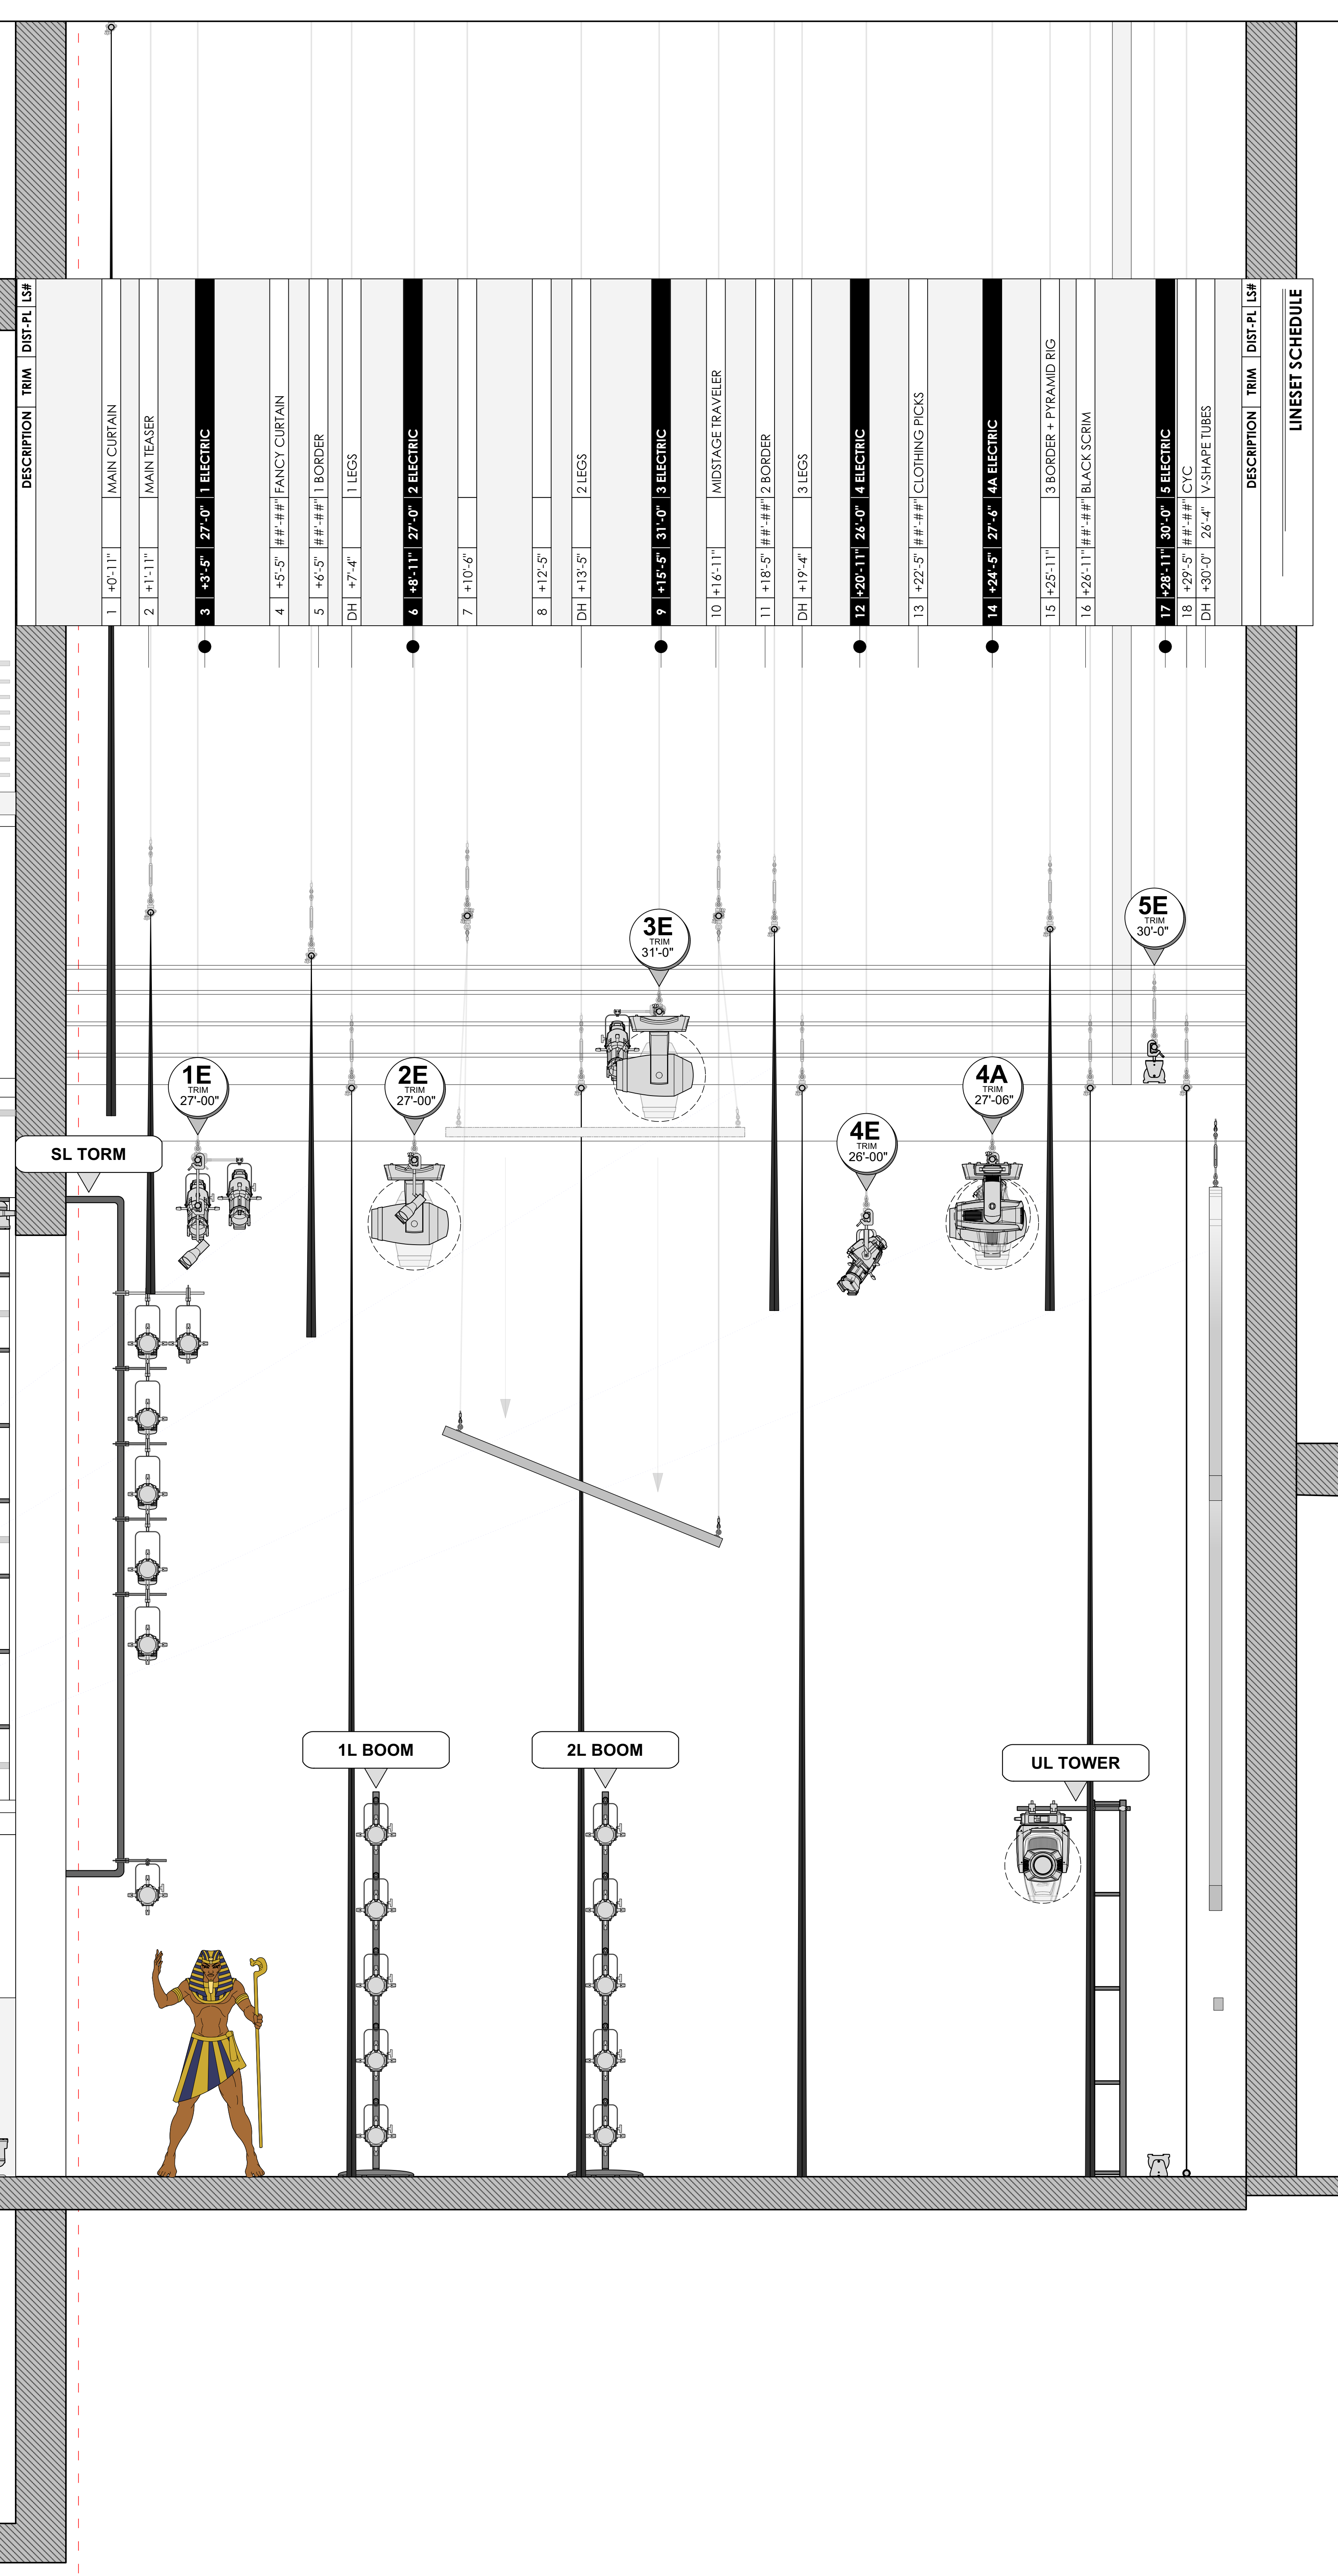 LINESET SCHEDULE
DESCRIPTION TRIM DIST-PL LS#
1 +0'-11" MAIN CURTAIN
2 +1'-11" MAIN TEASER
3 +3'-5" 27'-0" 1 ELECTRIC
4 +5'-5" ##'-##" FANCY CURTAIN
5 +6'-5" ##'-##" 1 BORDER
DH +7'-4" 1 LEGS
6 +8'-11" 27'-0" 2 ELECTRIC
7 +10'-6"
8 +12'-5"
DH +13'-5" 2 LEGS
9 +15'-5" 31'-0" 3 ELECTRIC
10 +16'-11" MIDSTAGE TRAVELER
11 +18'-5" ##'-##" 2 BORDER
DH +19'-4" 3 LEGS
12 +20'-11" 26'-0" 4 ELECTRIC
13 +22'-5" ##'-##" CLOTHING PICKS
14 +24'-5" 27'-6" 4A ELECTRIC
15 +25'-11" 3 BORDER + PYRAMID RIG
16 +26'-11" ##'-##" BLACK SCRIM
17 +28'-11" 30'-0" 5 ELECTRIC
18 +29'-5" ##'-##" CYC
DH +30'-0" 26'-4" V-SHAPE TUBES
DESCRIPTION TRIM DIST-PL LS#
5E
TRIM
30'-0"
3E
TRIM
31'-0"
1E
TRIM
27'-00"
2E
TRIM
27'-00"
4A
TRIM
27'-06"
4E
TRIM
26'-00"
SL TORM
1L BOOM
2L BOOM
UL TOWER